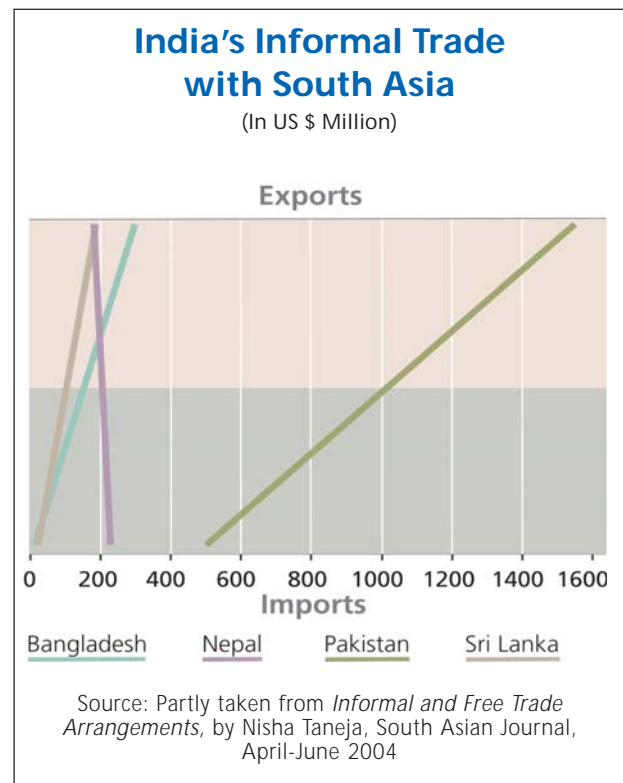 India's Informal Trade
with South Asia
(In US $ Million)
Exports
0 200 400 600 800 1000 1200 1400 1600
Imports
Bangladesh Nepal Pakistan Sri Lanka
Source: Partly taken from Informal and Free Trade
Arrangements, by Nisha Taneja, South Asian Journal,
April-June 2004